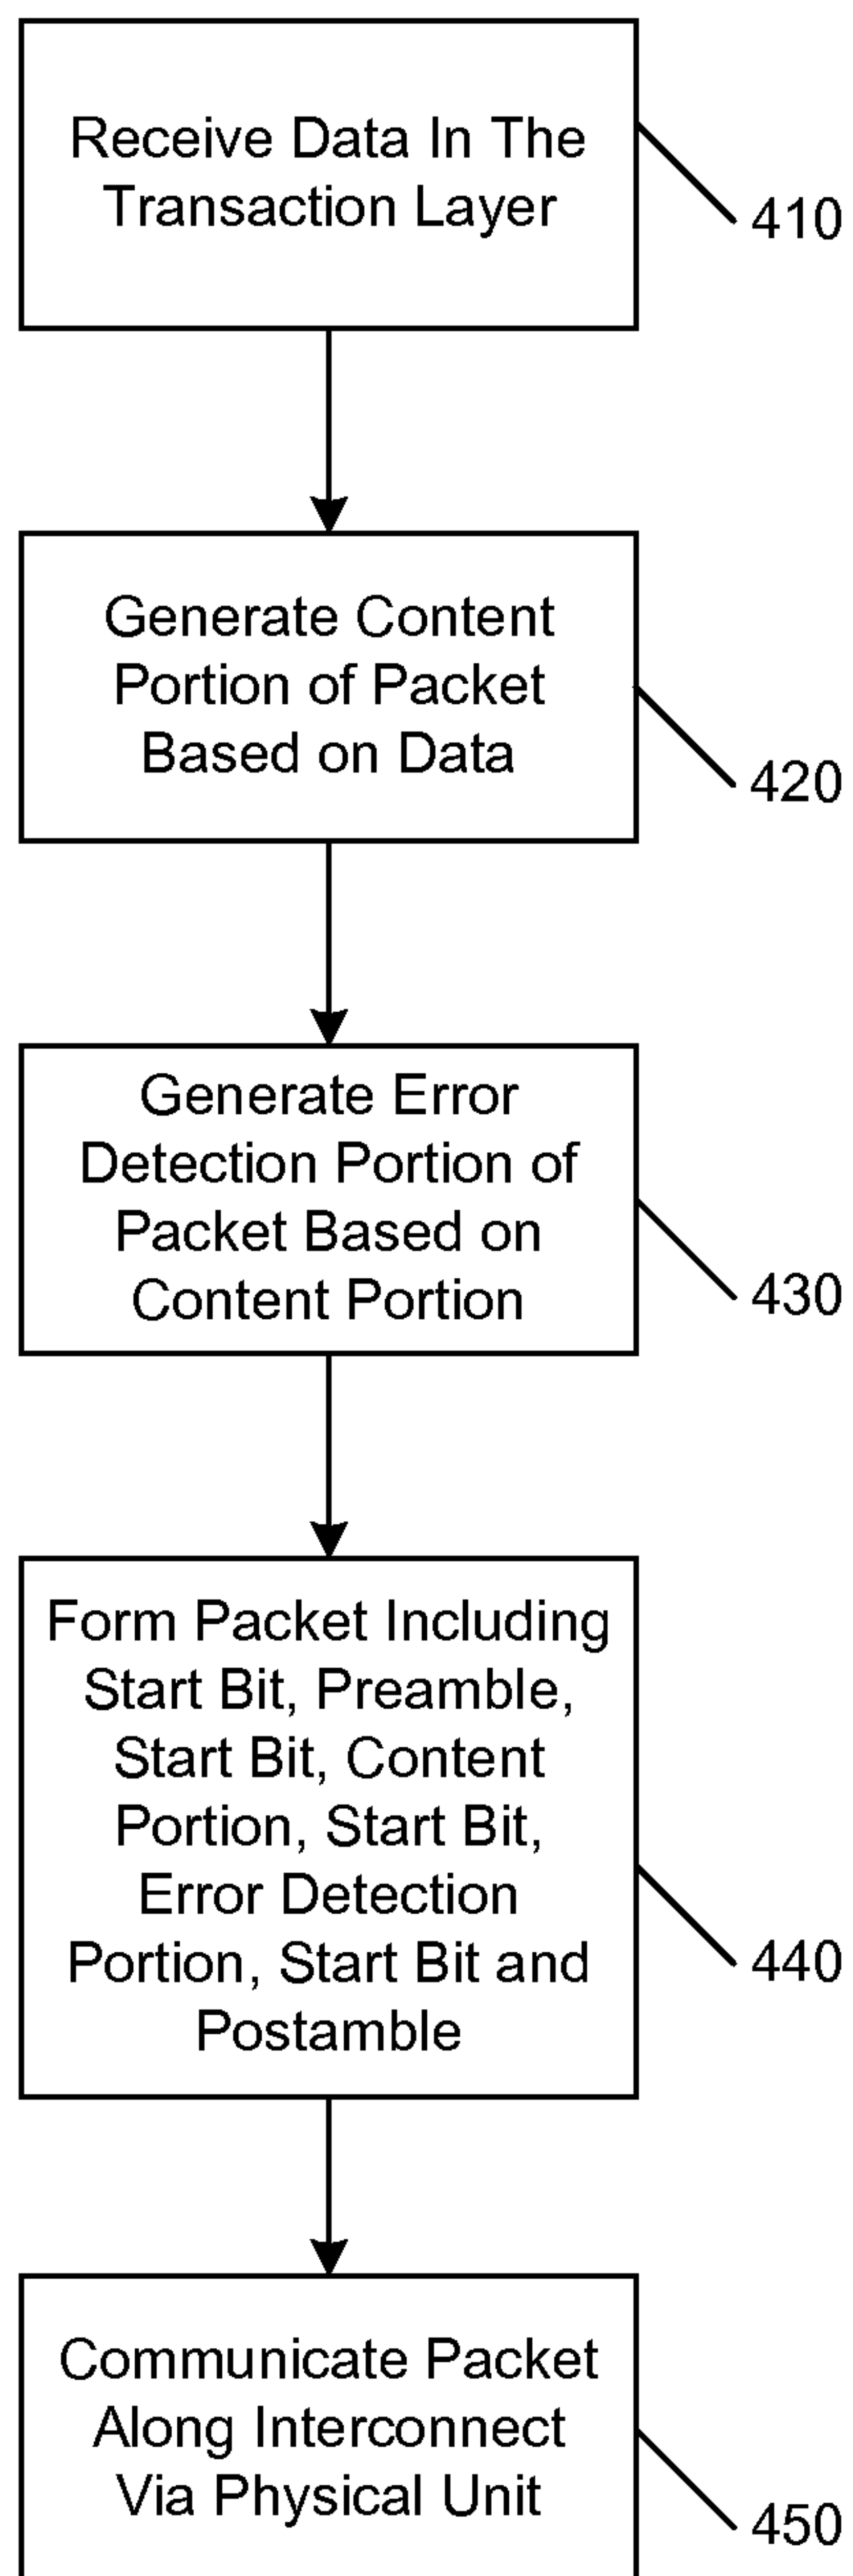 Receive Data In The
Transaction Layer
410
Generate Content
Portion of Packet
Based on Data
420
Generate Error
Detection Portion of
Packet Based on
Content Portion
430
Form Packet Including
Start Bit, Preamble,
Start Bit, Content
Portion, Start Bit,
Error Detection
Portion, Start Bit and
Postamble
440
Communicate Packet
Along Interconnect
Via Physical Unit
450